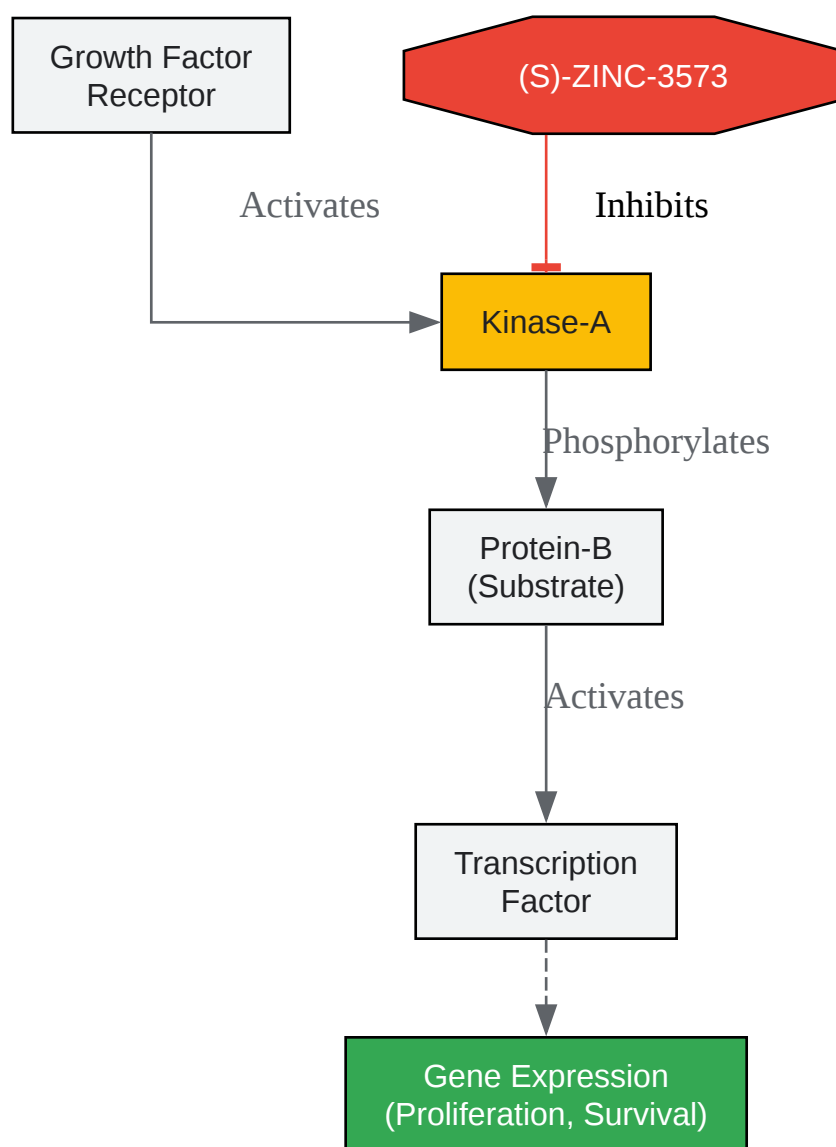 Growth Factor
Receptor
(S)-ZINC-3573
Activates
Inhibits
Kinase-A
Phosphorylates
Protein-B
(Substrate)
Activates
Transcription
Factor
Gene Expression
(Proliferation, Survival)